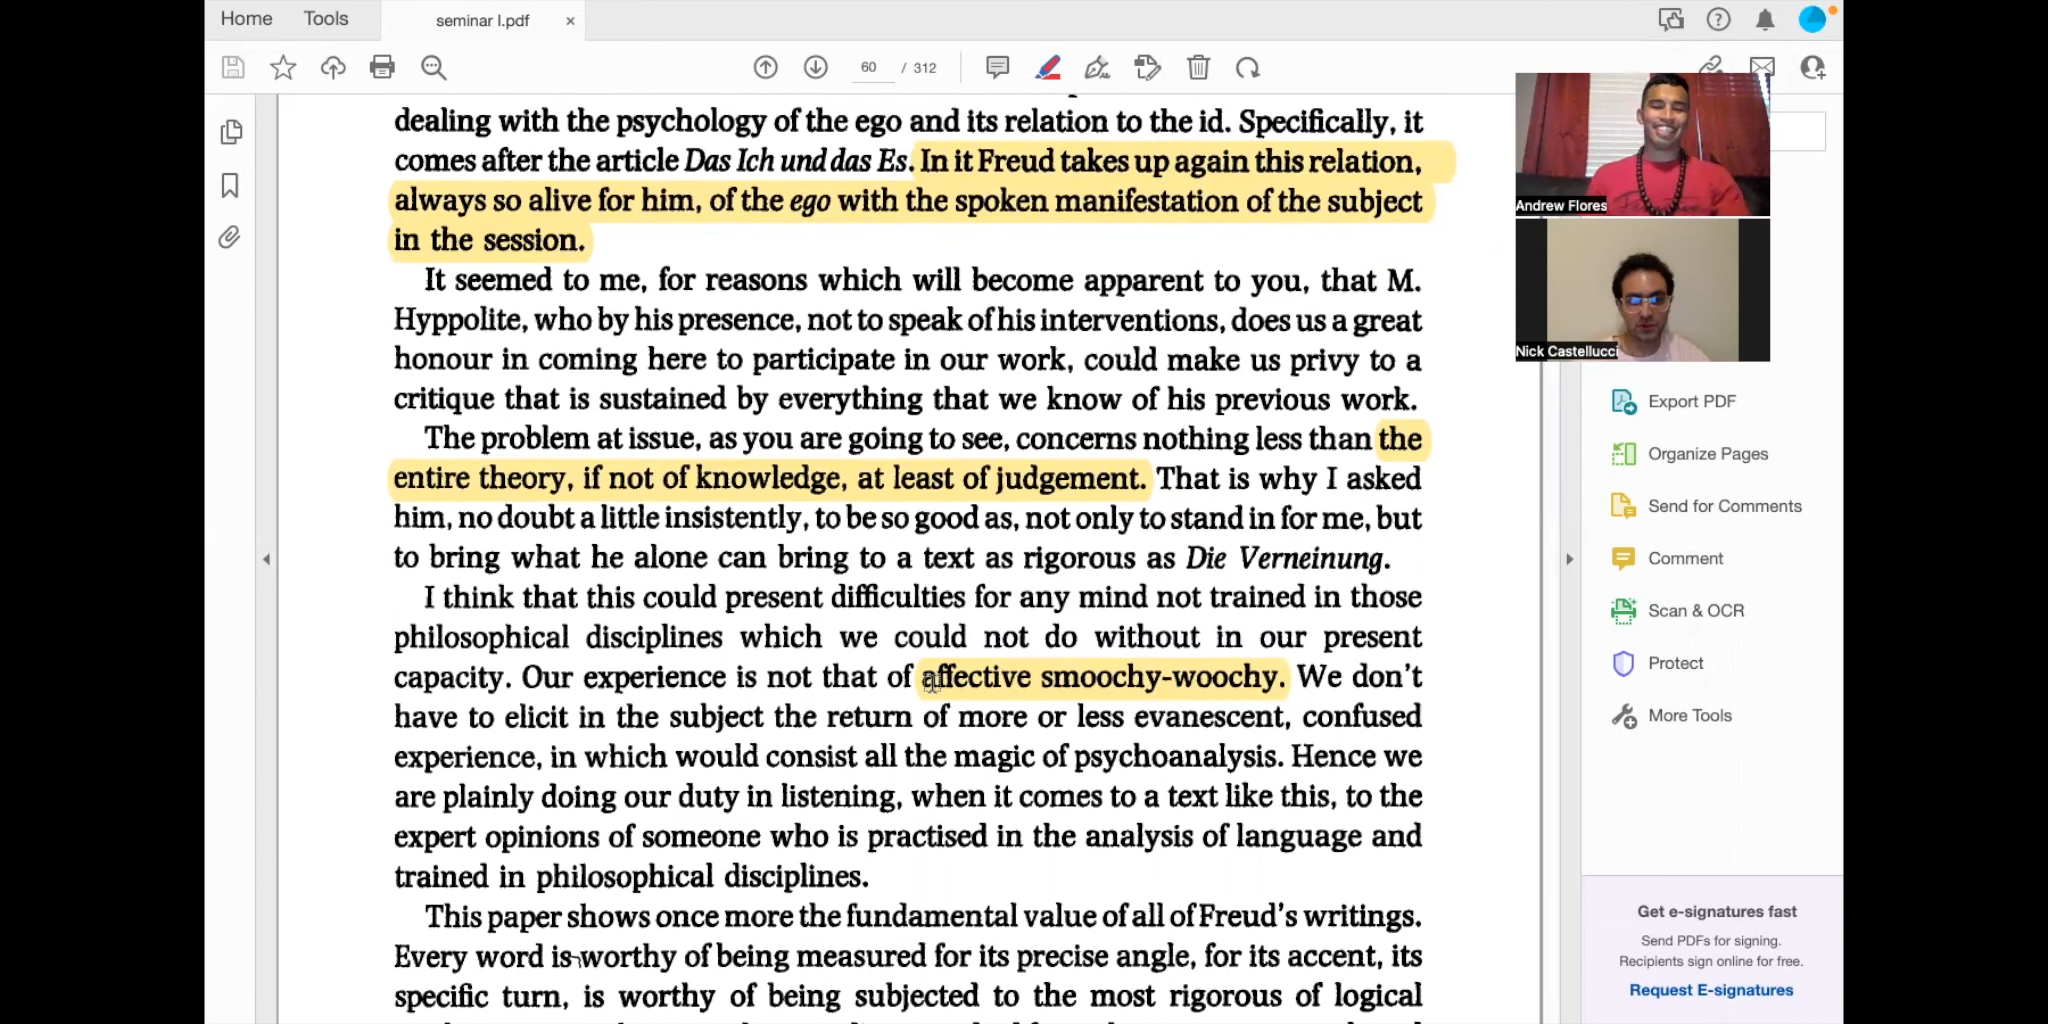 Home
Tools
seminar I.pdf
×
60 / 312
dealing with the psychology of the ego and its relation to the id. Specifically, it
comes after the article Das Ich und das Es. In it Freud takes up again this relation,
always so alive for him, of the ego with the spoken manifestation of the subject
in the session.
It seemed to me, for reasons which will become apparent to you, that M.
Hyppolite, who by his presence, not to speak of his interventions, does us a great
honour in coming here to participate in our work, could make us privy to a
critique that is sustained by everything that we know of his previous work.
The problem at issue, as you are going to see, concerns nothing less than the
entire theory, if not of knowledge, at least of judgement. That is why I asked
him, no doubt a little insistently, to be so good as, not only to stand in for me, but
to bring what he alone can bring to a text as rigorous as Die Verneinung.
I think that this could present difficulties for any mind not trained in those
philosophical disciplines which we could not do without in our present
capacity. Our experience is not that of affective smoochy-woochy. We don't
have to elicit in the subject the return of more or less evanescent, confused
experience, in which would consist all the magic of psychoanalysis. Hence we
are plainly doing our duty in listening, when it comes to a text like this, to the
expert opinions of someone who is practised in the analysis of language and
trained in philosophical disciplines.
This paper shows once more the fundamental value of all of Freud's writings.
Every word is worthy of being measured for its precise angle, for its accent, its
specific turn, is worthy of being subjected to the most rigorous of logical
Andrew Flores
Nick Castellucci
Export PDF
Organize Pages
Send for Comments
Comment
Scan & OCR
Protect
More Tools
Get e-signatures fast
Send PDFs for signing.
Recipients sign online for free.
Request E-signatures